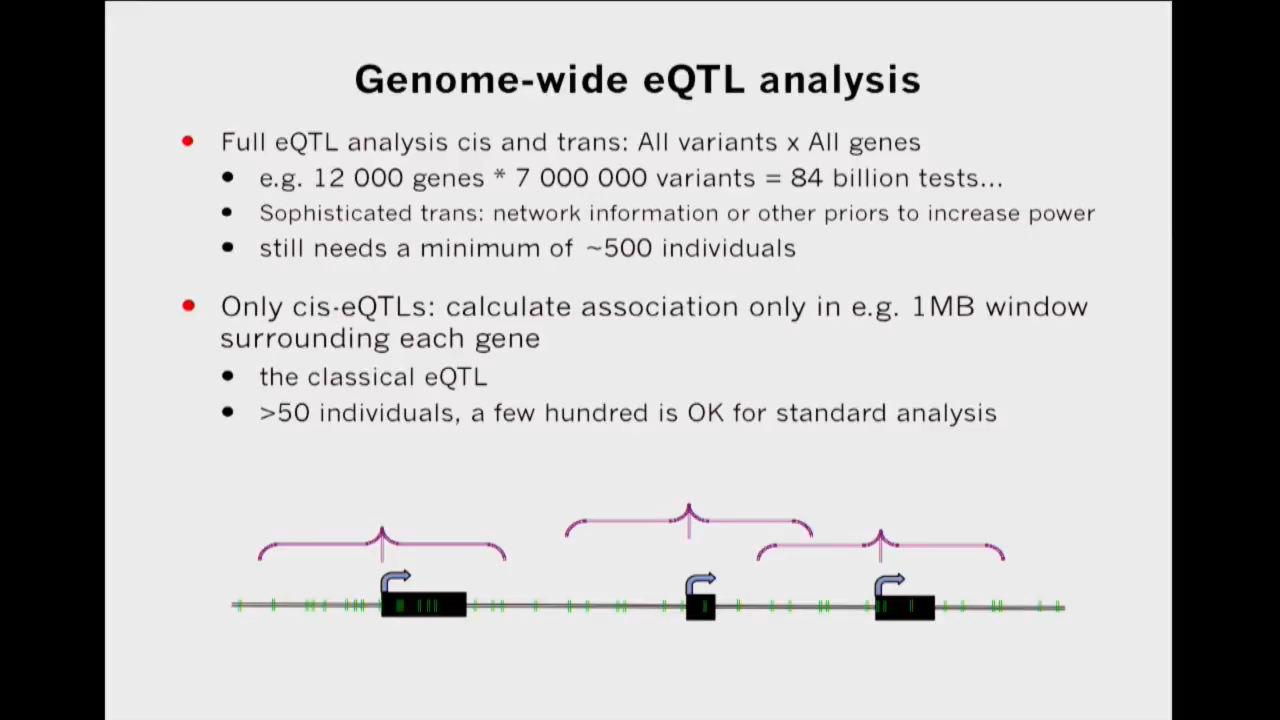 Genome-wide eQTL analysis
Full eQTL analysis cis and trans: All variants x All genes
e.g. 12 000 genes * 7 000 000 variants = 84 billion tests...
Sophisticated trans: network information or other priors to increase power
still needs a minimum of ~500 individuals
Only cis-eQTLs: calculate association only in e.g. 1MB window
surrounding each gene
the classical eQTL
>50 individuals, a few hundred is OK for standard analysis